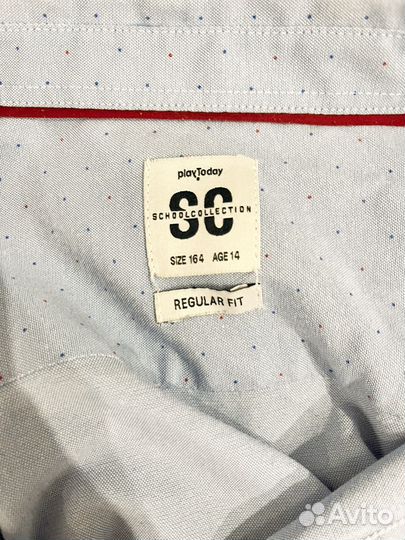 playToday
SC
SCHOOLCOLLECTION
SIZE 164 AGE 14
REGULAR FIT
Avito